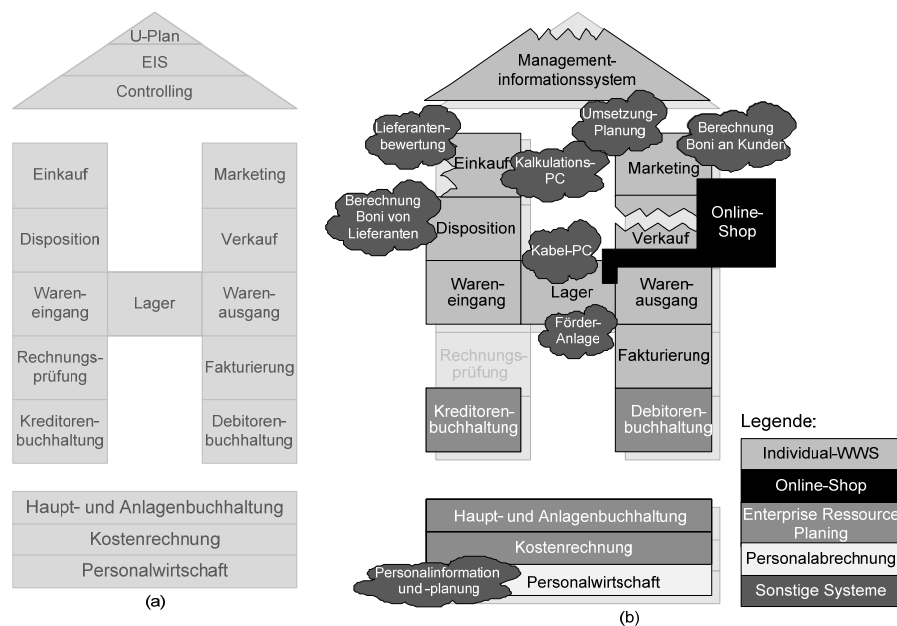 U-Plan
EIS
Controlling
Einkauf
Marketing
Disposition
Verkauf
Waren-
eingang
Lager
Waren-
ausgang
Rechnungs-
prüfung
Fakturierung
Kreditoren-
buchhaltung
Debitoren-
buchhaltung
Haupt- und Anlagenbuchhaltung
Kostenrechnung
Personalwirtschaft
(a)
Management-
informationssystem
Lieferanten-
bewertung
Umsetzung-
Planung
Berechnung
Boni an Kunden
Einkauf
Kalkulations-
PC
Marketing
Berechnung
Boni von
Lieferanten
Disposition
Kabel-PC
Verkauf
Online-
Shop
Waren-
eingang
Lager
Waren-
ausgang
Förder-
Anlage
Rechnungs-
prüfung
Fakturierung
Kreditoren-
buchhaltung
Debitoren-
buchhaltung
Haupt- und Anlagenbuchhaltung
Kostenrechnung
Personalinformation
und -planung
Personalwirtschaft
(b)
Legende:
Individual-WWS
Online-Shop
Enterprise Ressource
Planing
Personalabrechnung
Sonstige Systeme